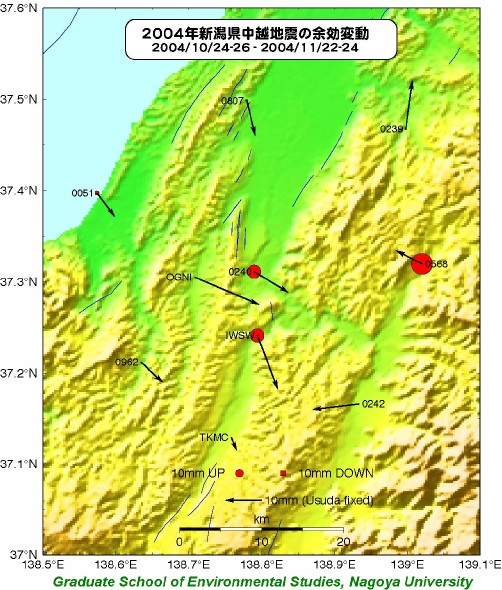 2004年新潟県中越地震の余効変動
2004/10/24-26 - 2004/11/22-24
37.6°N
37.5°N
37.4°N
37.3°N
37.2°N
37.1°N
37°N
0807
0239
0051
0240
0568
OGNI
IWSW
0962
0242
TKMC
10mm UP
10mm DOWN
10mm (Usuda-fixed)
km
0 10 20
138.5°E 138.6°E 138.7°E 138.8°E 138.9°E 139°E 139.1°E
Graduate School of Environmental Studies, Nagoya University